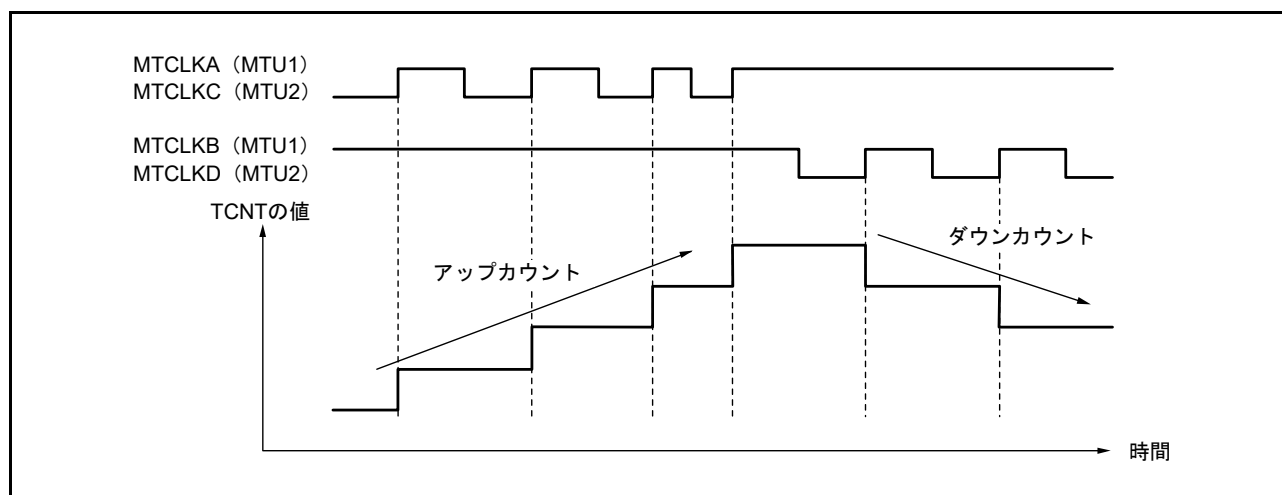 MTCLKA（MTU1）
MTCLKC（MTU2）
MTCLKB（MTU1）
MTCLKD（MTU2）
TCNTの値
アップカウント
ダウンカウント
時間